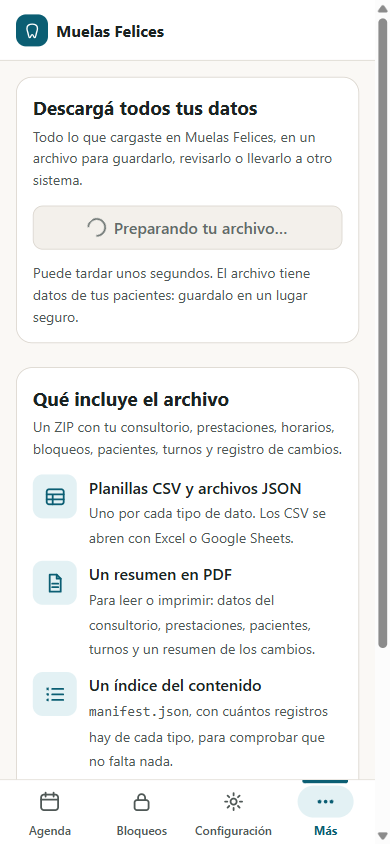 Muelas Felices
Descargá todos tus datos
Todo lo que cargaste en Muelas Felices, en un
archivo para guardarlo, revisarlo o llevarlo a otro
sistema.
Preparando tu archivo...
Puede tardar unos segundos. El archivo tiene
datos de tus pacientes: guardalo en un lugar
seguro.
Qué incluye el archivo
Un ZIP con tu consultorio, prestaciones, horarios,
bloqueos, pacientes, turnos y registro de cambios.
Planillas CSV y archivos JSON
Uno por cada tipo de dato. Los CSV se
abren con Excel o Google Sheets.
Un resumen en PDF
Para leer o imprimir: datos del
consultorio, prestaciones, pacientes,
turnos y un resumen de los cambios.
Un índice del contenido
manifest.json, con cuántos registros
hay de cada tipo, para comprobar que
no falta nada.
Agenda Bloqueos Configuración Más